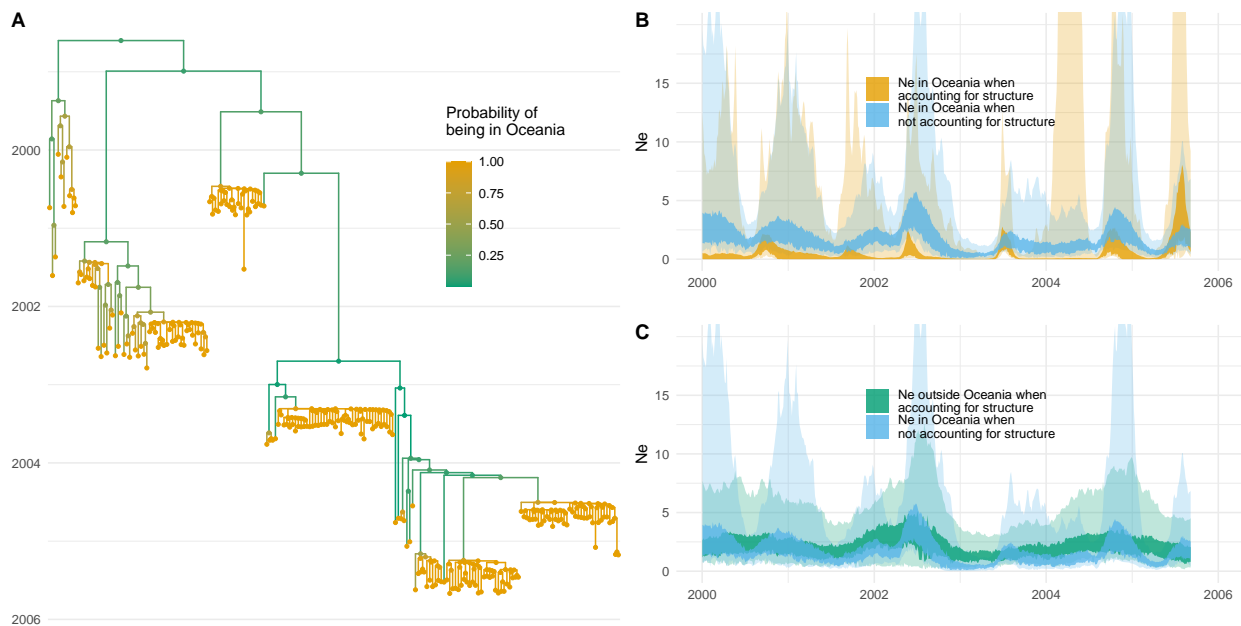 A
2000
2002
2004
2006
Probability of
being in Oceania
1.00
0.75
0.50
0.25
B
Ne
15
10
5
0
Ne in Oceania when
accounting for structure
Ne in Oceania when
not accounting for structure
2000
2002
2004
2006
C
Ne
15
10
5
0
Ne outside Oceania when
accounting for structure
Ne in Oceania when
not accounting for structure
2000
2002
2004
2006